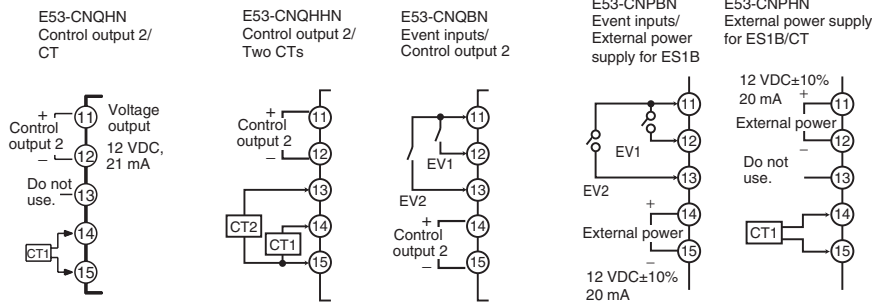 E53-CNQHN
Control output 2/
CT
+
Control
output 2
−
Do not
use.
CT1
11
12
13
14
15
Voltage
output
12 VDC,
21 mA
E53-CNQHHN
Control output 2/
Two CTs
+
Control
output 2
−
CT2
CT1
11
12
13
14
15
E53-CNQBN
Event inputs/
Control output 2
EV1
EV2
+
Control
output 2
−
11
12
13
14
15
E53-CNPBN
Event inputs/
External power
supply for ES1B
EV1
EV2
+
External power
−
12 VDC±10%
20 mA
11
12
13
14
15
E53-CNPHN
External power supply
for ES1B/CT
12 VDC±10%
20 mA
+
External power
−
Do not
use.
CT1
11
12
13
14
15